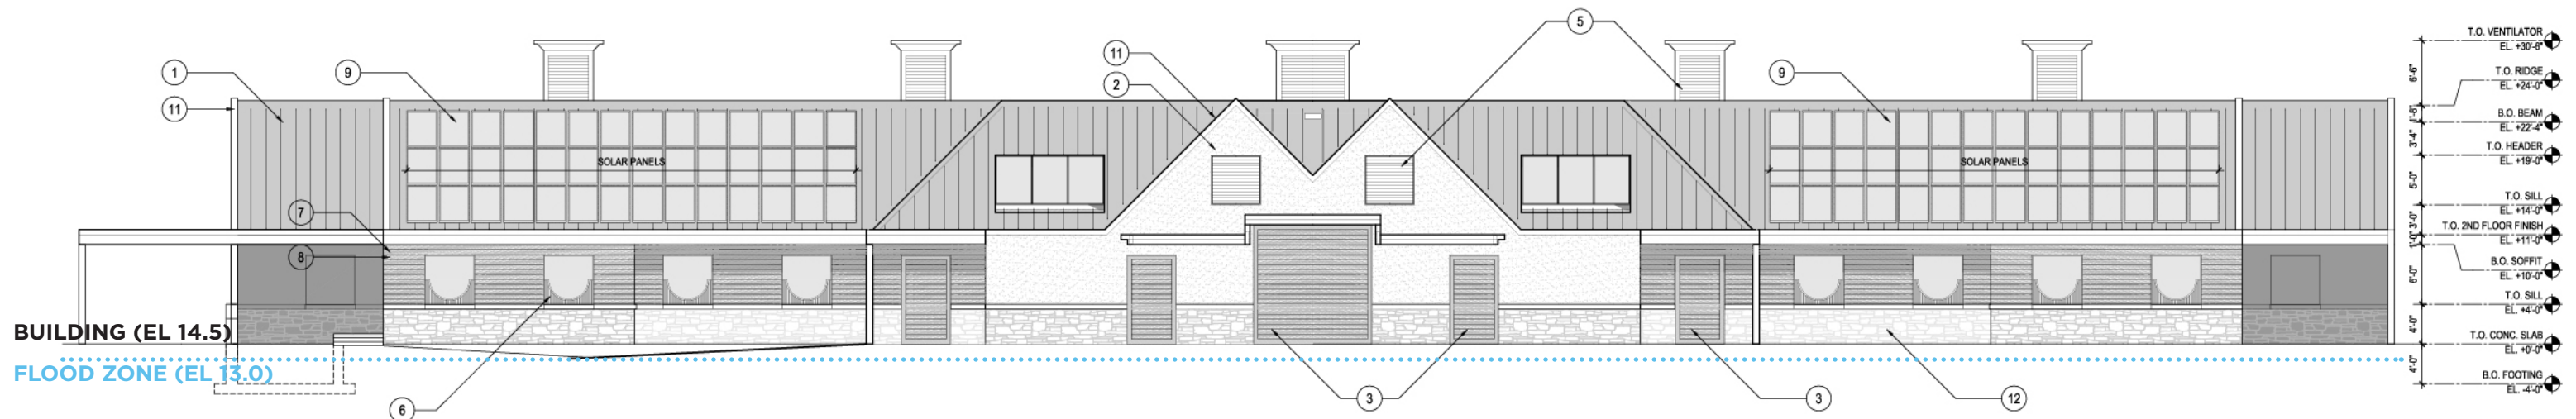 5
11
2
1
9
9
11
SOLAR PANELS
SOLAR PANELS
7
8
BUILDING (EL 14.5)
FLOOD ZONE (EL 13.0)
6
3
3
12
T.O. VENTILATOR
EL. +30'-6"
6'-6"
T.O. RIDGE
EL. +24'-0"
1'-8"
B.O. BEAM
EL. +22'-4"
3'-4"
T.O. HEADER
EL. +19'-0"
5'-0"
T.O. SILL
EL. +14'-0"
3'-0"
T.O. 2ND FLOOR FINISH
EL. +11'-0"
1'-0"
B.O. SOFFIT
EL. +10'-0"
6'-0"
T.O. SILL
EL. +4'-0"
4'-0"
T.O. CONC. SLAB
EL. +0'-0"
4'-0"
B.O. FOOTING
EL. -4'-0"